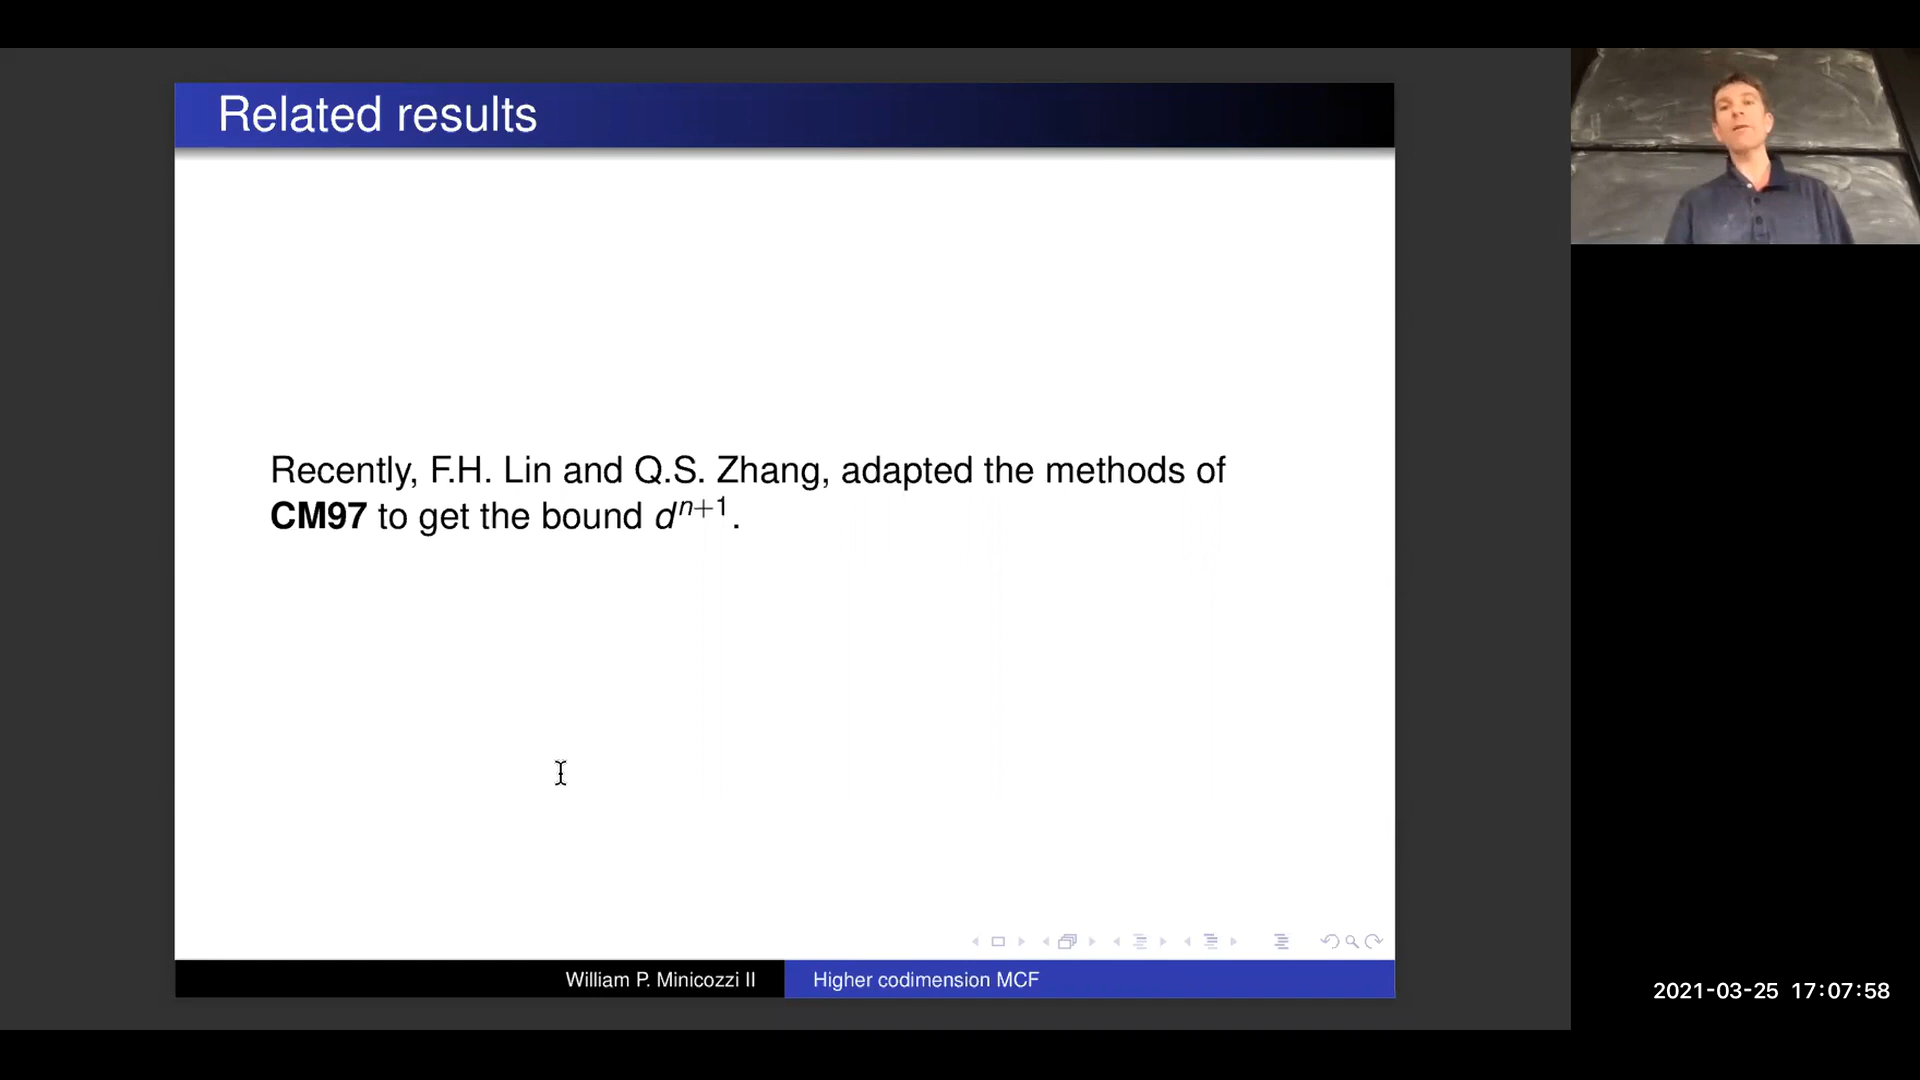 Related results
Recently, F.H. Lin and Q.S. Zhang, adapted the methods of
CM97 to get the bound dⁿ⁺¹.
William P. Minicozzi II
Higher codimension MCF
2021-03-25 17:07:58